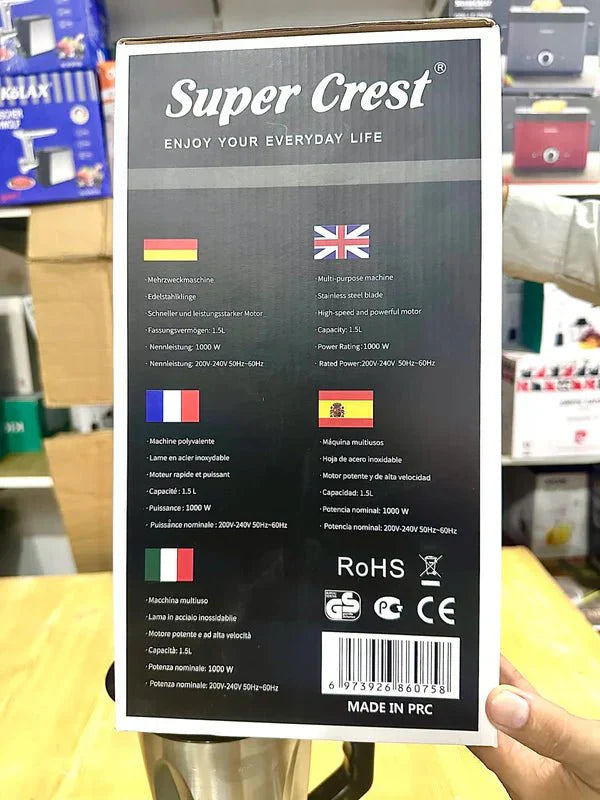 Super Crest®
ENJOY YOUR EVERYDAY LIFE
· Mehrzweckmaschine
· Edelstahlklinge
· Schneller und leistungsstarker Motor
· Fassungsvermögen: 1.5L
· Nennleistung: 1000 W
· Nennleistung: 200V-240V 50Hz~60Hz
· Multi-purpose machine
· Stainless steel blade
· High-speed and powerful motor
· Capacity: 1.5L
· Power Rating: 1000 W
· Rated Power:200V-240V 50Hz~60Hz
· Machine polyvalente
· Lame en acier inoxydable
· Moteur rapide et puissant
· Capacité : 1.5 L
· Puissance : 1000 W
· Puissance nominale : 200V-240V 50Hz~60Hz
· Máquina multiusos
· Hoja de acero inoxidable
· Motor potente y de alta velocidad
· Capacidad: 1.5L
· Potencia nominal: 1000 W
· Potencia nominal: 200V-240V 50Hz~60Hz
· Macchina multiuso
· Lama in acciaio inossidabile
· Motore potente e ad alta velocità
· Capacità: 1.5L
· Potenza nominale: 1000 W
· Potenza nominale: 200V-240V 50Hz~60Hz
RoHS
GS
CE
6 973926 860758
MADE IN PRC
KOLAX